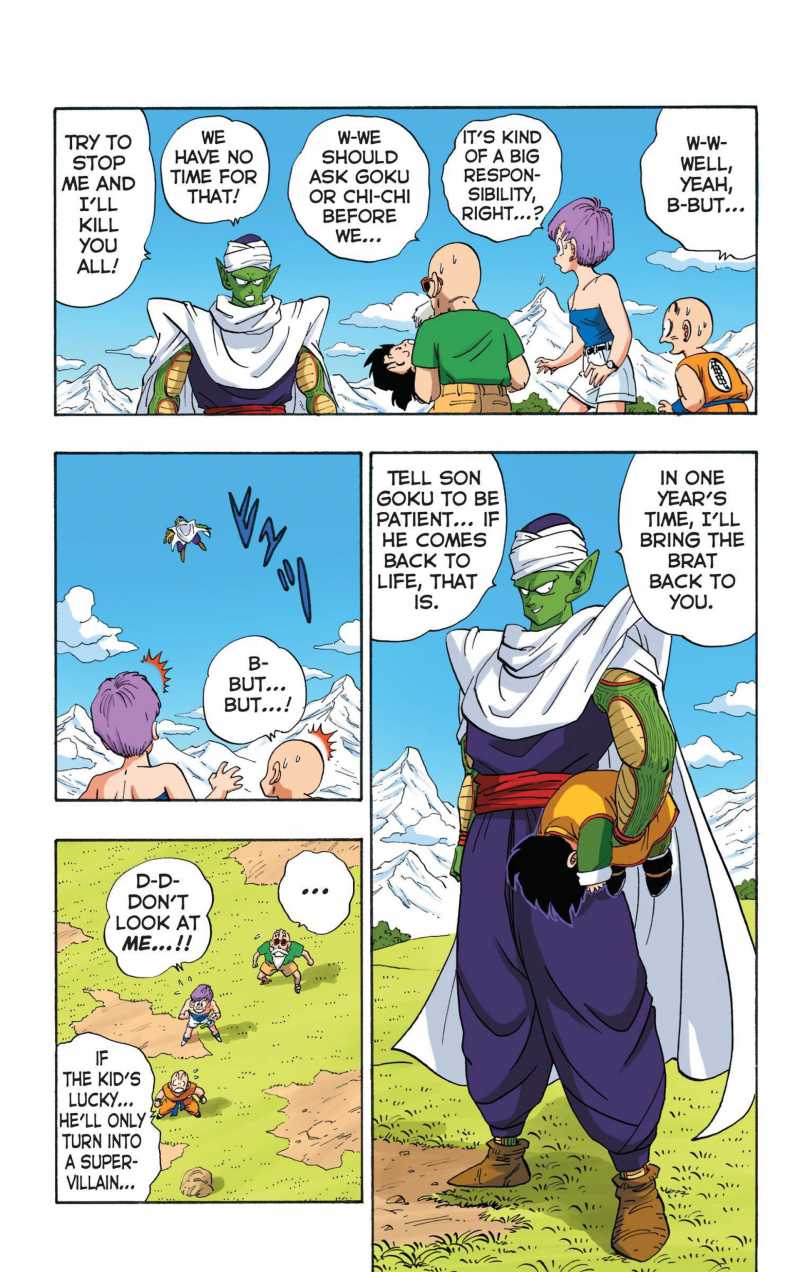 W-W-
WELL,
YEAH,
B-BUT...
IT'S KIND
OF A BIG
RESPON-
SIBILITY,
RIGHT...?
W-WE
SHOULD
ASK GOKU
OR CHI-CHI
BEFORE
WE...
WE
HAVE NO
TIME FOR
THAT!
TRY TO
STOP
ME AND
I'LL
KILL
YOU
ALL!
IN ONE
YEAR'S
TIME, I'LL
BRING THE
BRAT
BACK TO
YOU.
TELL SON
GOKU TO BE
PATIENT... IF
HE COMES
BACK TO
LIFE, THAT
IS.
B-
BUT...
BUT...!
...
D-D-
DON'T
LOOK AT
ME...!!
IF
THE KID'S
LUCKY...
HE'LL ONLY
TURN INTO
A SUPER-
VILLAIN...